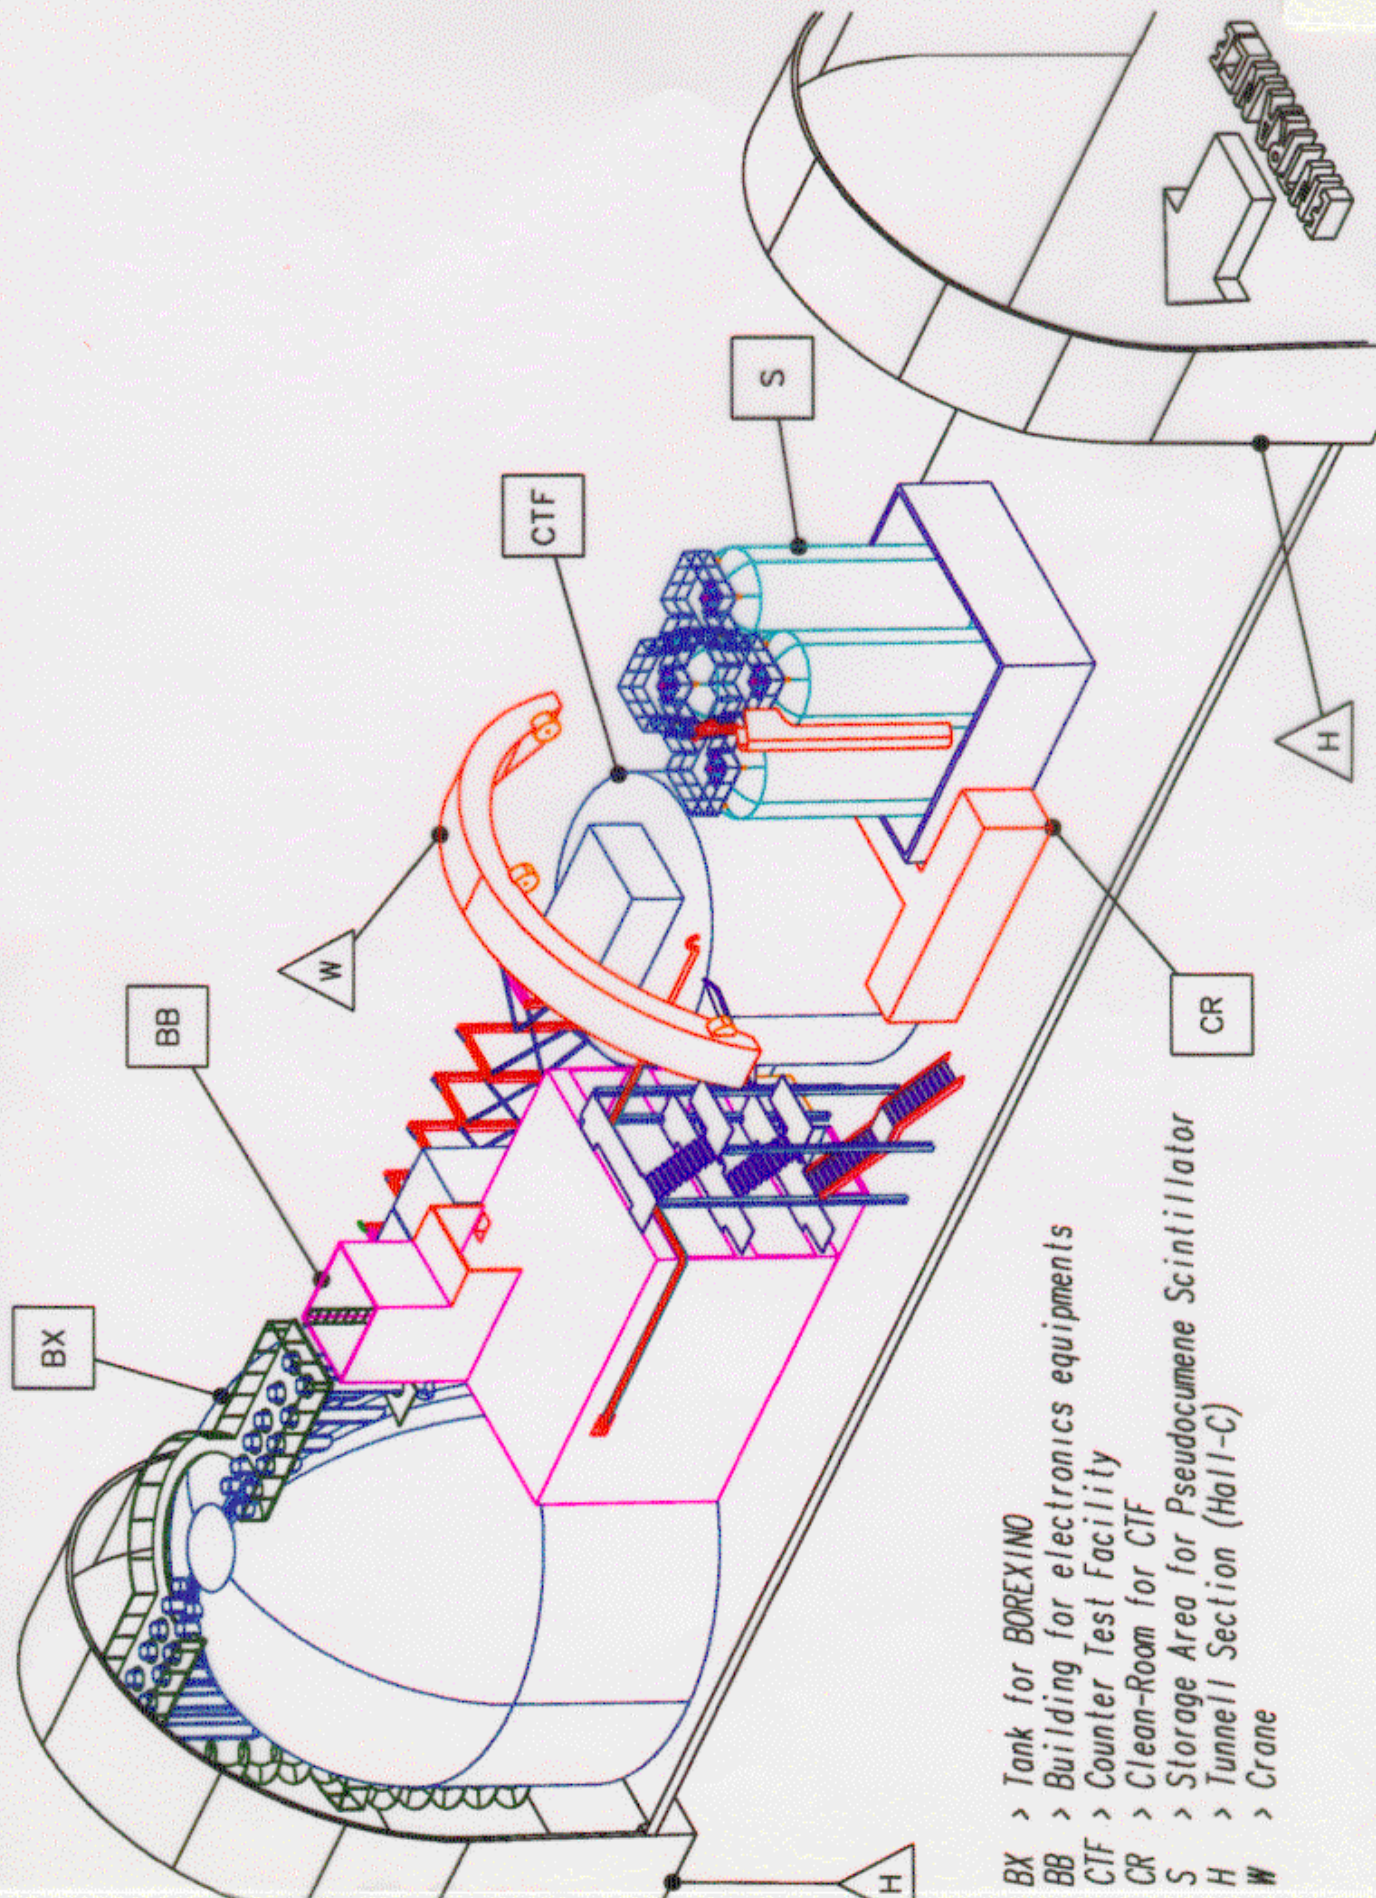 BX
BB
W
CTF
S
H
CR
H
BX > Tank for BOREXINO
BB > Building for electronics equipments
CTF > Counter Test Facility
CR > Clean-Room for CTF
S > Storage Area for Pseudocumene Scintillator
H > Tunnell Section (Hall-C)
W > Crane